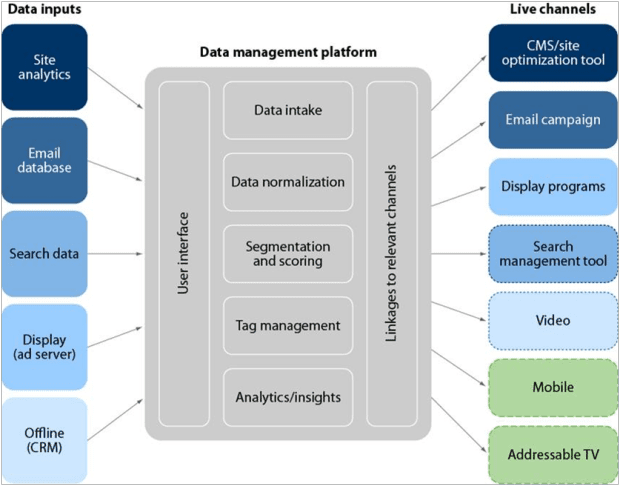 Data inputs
Live channels
Data management platform
Site
analytics
Email
database
Search data
Display
(ad server)
Offline
(CRM)
User interface
Data intake
Data normalization
Segmentation
and scoring
Tag management
Analytics/insights
Linkages to relevant channels
CMS/site
optimization tool
Email campaign
Display programs
Search
management tool
Video
Mobile
Addressable TV